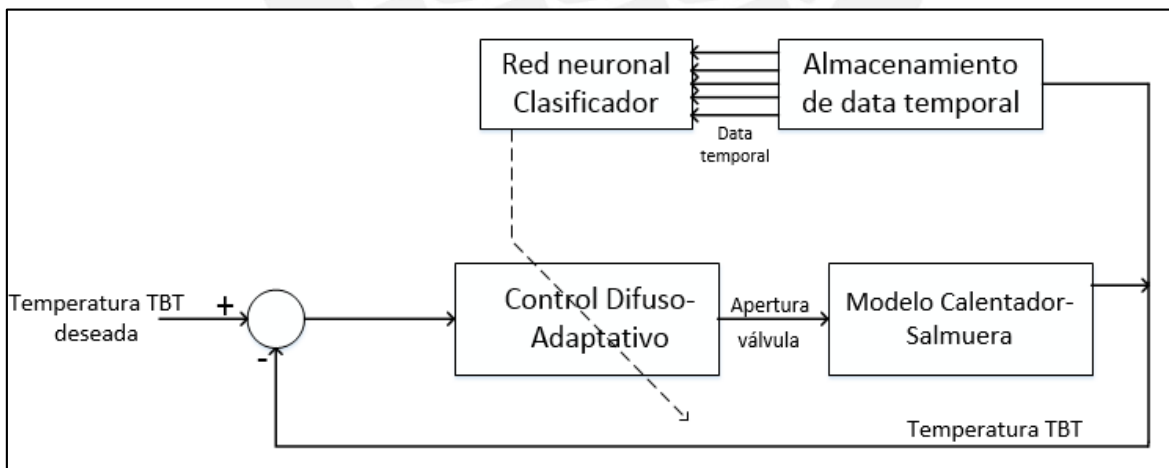 Red neuronal
Clasificador
Almacenamiento
de data temporal
Data
temporal
Temperatura TBT
deseada
+
-
Control Difuso-
Adaptativo
Apertura
válvula
Modelo Calentador-
Salmuera
Temperatura TBT